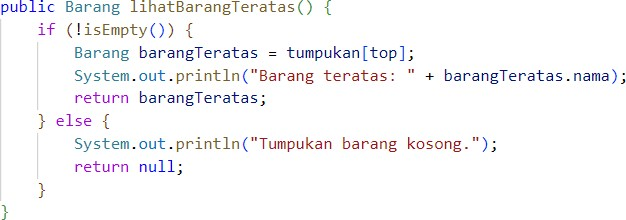 public Barang lihatBarangTeratas() {
    if (!isEmpty()) {
        Barang barangTeratas = tumpukan[top];
        System.out.println("Barang teratas: " + barangTeratas.nama);
        return barangTeratas;
    } else {
        System.out.println("Tumpukan barang kosong.");
        return null;
    }
}